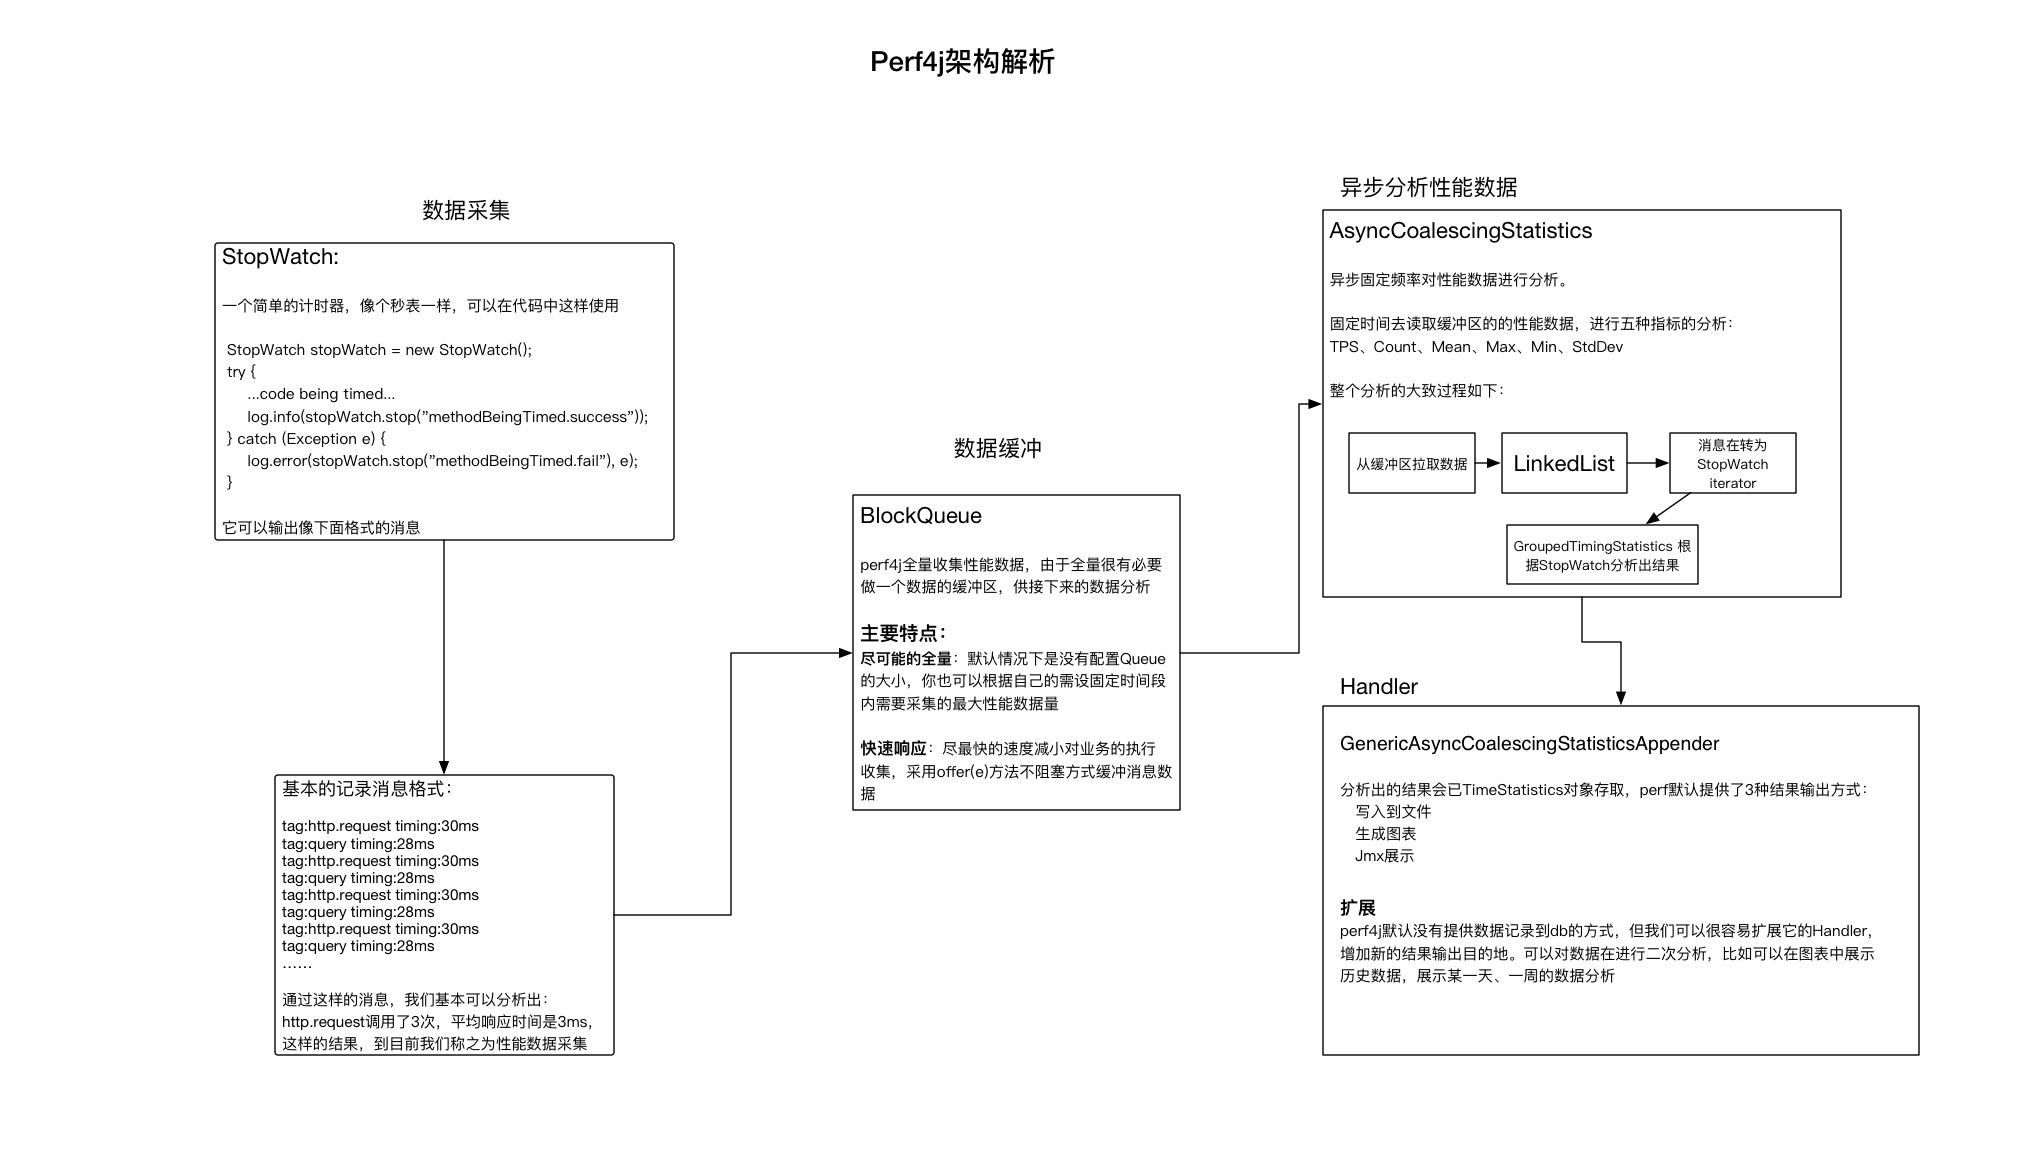 Perf4j架构解析
数据采集
StopWatch:
一个简单的计时器，像个秒表一样，可以在代码中这样使用
StopWatch stopWatch = new StopWatch();
try {
...code being timed...
log.info(stopWatch.stop("methodBeingTimed.success"));
} catch (Exception e) {
log.error(stopWatch.stop("methodBeingTimed.fail"), e);
}
它可以输出像下面格式的消息
基本的记录消息格式：
tag:http.request timing:30ms
tag:query timing:28ms
tag:http.request timing:30ms
tag:query timing:28ms
tag:http.request timing:30ms
tag:query timing:28ms
tag:http.request timing:30ms
tag:query timing:28ms
……
通过这样的消息，我们基本可以分析出：
http.request调用了3次，平均响应时间是3ms，
这样的结果，到目前我们称之为性能数据采集
数据缓冲
BlockQueue
perf4j全量收集性能数据，由于全量很有必要
做一个数据的缓冲区，供接下来的数据分析
主要特点：
尽可能的全量：默认情况下是没有配置Queue
的大小，你也可以根据自己的需设固定时间段
内需要采集的最大性能数据量
快速响应：尽最快的速度减小对业务的执行
收集，采用offer(e)方法不阻塞方式缓冲消息数
据
异步分析性能数据
AsyncCoalescingStatistics
异步固定频率对性能数据进行分析。
固定时间去读取缓冲区的的性能数据，进行五种指标的分析：
TPS、Count、Mean、Max、Min、StdDev
整个分析的大致过程如下：
从缓冲区拉取数据
LinkedList
消息在转为
StopWatch
iterator
GroupedTimingStatistics 根
据StopWatch分析出结果
Handler
GenericAsyncCoalescingStatisticsAppender
分析出的结果会已TimeStatistics对象存取，perf默认提供了3种结果输出方式：
写入到文件
生成图表
Jmx展示
扩展
perf4j默认没有提供数据记录到db的方式，但我们可以很容易扩展它的Handler，
增加新的结果输出目的地。可以对数据在进行二次分析，比如可以在图表中展示
历史数据，展示某一天、一周的数据分析